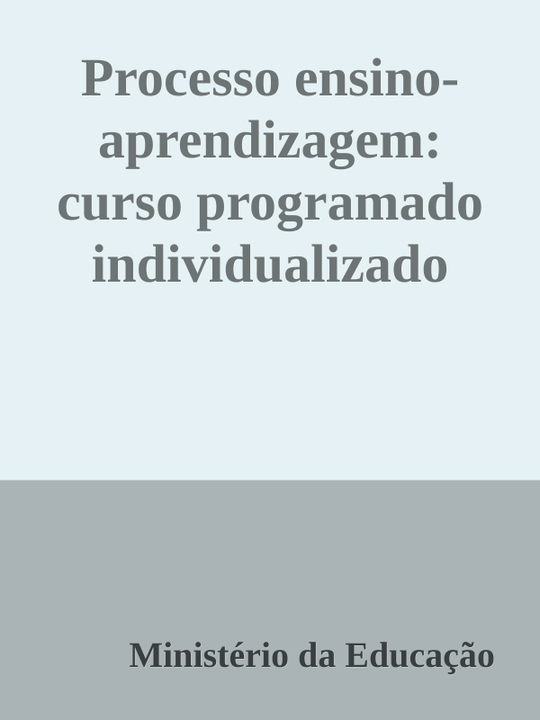 Processo ensino-
aprendizagem:
curso programado
individualizado
Ministério da Educação